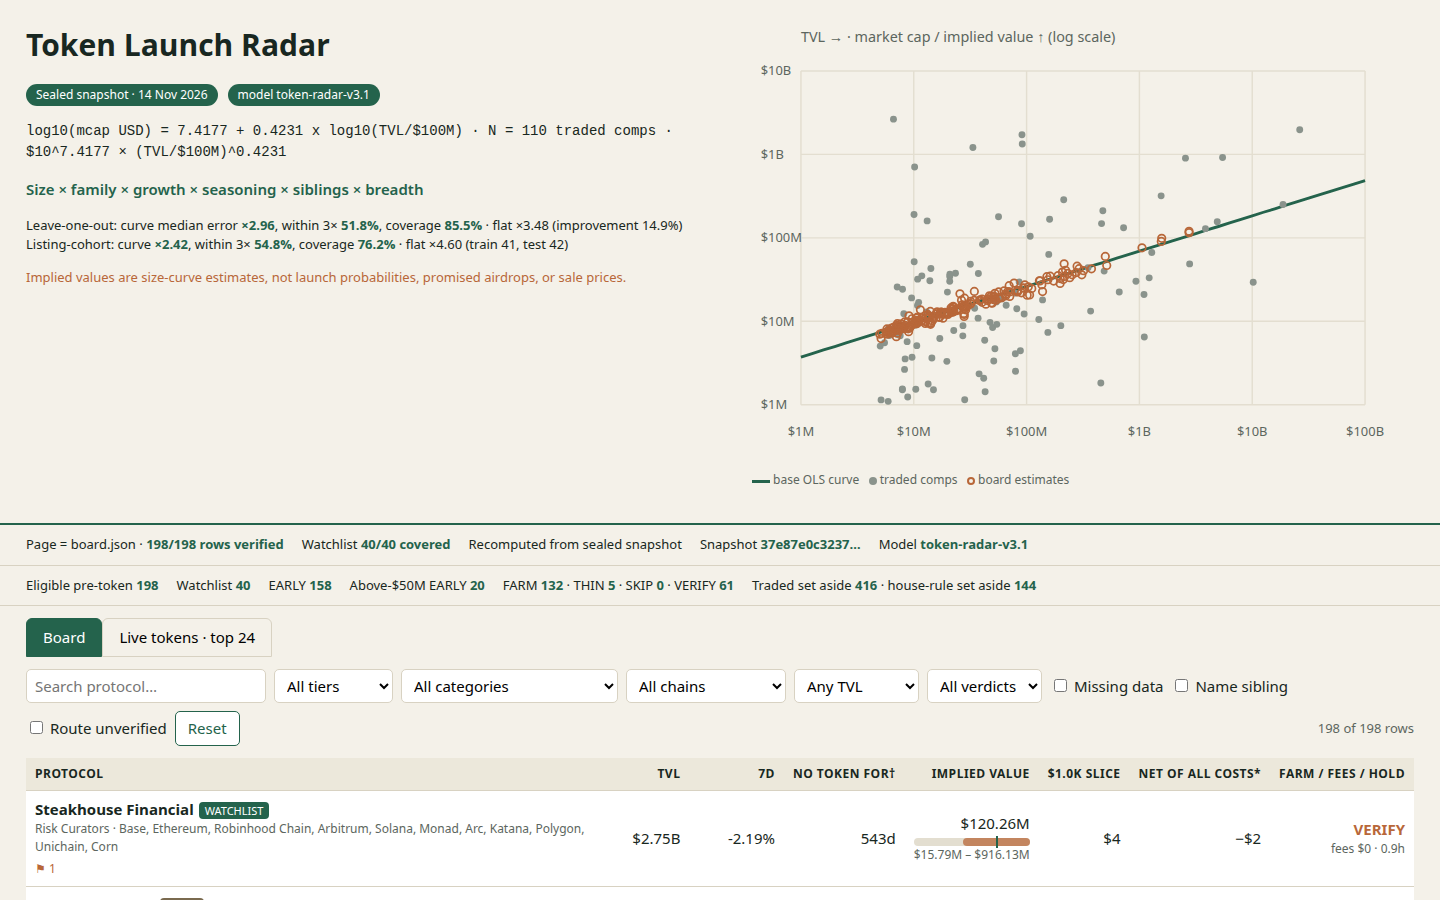 Token Launch Radar
Sealed snapshot · 14 Nov 2026
model token-radar-v3.1
log10(mcap USD) = 7.4177 + 0.4231 x log10(TVL/$100M) · N = 110 traded comps ·
$10^7.4177 × (TVL/$100M)^0.4231
Size × family × growth × seasoning × siblings × breadth
Leave-one-out: curve median error ×2.96, within 3× 51.8%, coverage 85.5% · flat ×3.48 (improvement 14.9%)
Listing-cohort: curve ×2.42, within 3× 54.8%, coverage 76.2% · flat ×4.60 (train 41, test 42)
Implied values are size-curve estimates, not launch probabilities, promised airdrops, or sale prices.
TVL → · market cap / implied value ↑ (log scale)
$10B
$1B
$100M
$10M
$1M
$1M $10M $100M $1B $10B $100B
base OLS curve traded comps board estimates
Page = board.json · 198/198 rows verified Watchlist 40/40 covered Recomputed from sealed snapshot Snapshot 37e87e0c3237... Model token-radar-v3.1
Eligible pre-token 198 Watchlist 40 EARLY 158 Above-$50M EARLY 20 FARM 132 · THIN 5 · SKIP 0 · VERIFY 61 Traded set aside 416 · house-rule set aside 144
Board Live tokens · top 24
Search protocol... All tiers All categories All chains Any TVL All verdicts Missing data Name sibling
Route unverified Reset 198 of 198 rows
PROTOCOL TVL 7D NO TOKEN FOR† IMPLIED VALUE $1.0K SLICE NET OF ALL COSTS* FARM / FEES / HOLD
Steakhouse Financial WATCHLIST
Risk Curators · Base, Ethereum, Robinhood Chain, Arbitrum, Solana, Monad, Arc, Katana, Polygon,
Unichain, Corn
⚑ 1
$2.75B -2.19% 543d $120.26M $4 −$2 VERIFY
$15.79M – $916.13M fees $0 · 0.9h